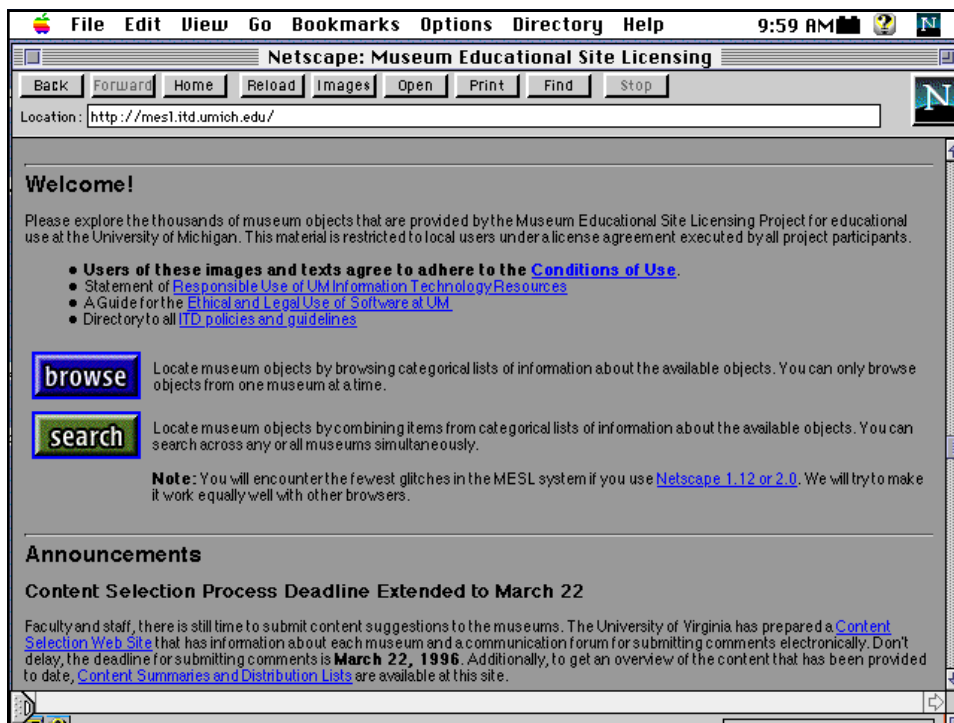 File Edit View Go Bookmarks Options Directory Help 9:59 AM
Netscape: Museum Educational Site Licensing
Back Forward Home Reload Images Open Print Find Stop
N
Location: http://mesl.itd.umich.edu/
Welcome!
Please explore the thousands of museum objects that are provided by the Museum Educational Site Licensing Project for educational
use at the University of Michigan. This material is restricted to local users under a license agreement executed by all project participants.
● Users of these images and texts agree to adhere to the Conditions of Use.
● Statement of Responsible Use of UM Information Technology Resources
● A Guide for the Ethical and Legal Use of Software at UM
● Directory to all ITD policies and guidelines
browse
Locate museum objects by browsing categorical lists of information about the available objects. You can only browse
objects from one museum at a time.
search
Locate museum objects by combining items from categorical lists of information about the available objects. You can
search across any or all museums simultaneously.
Note: You will encounter the fewest glitches in the MESL system if you use Netscape 1.12 or 2.0. We will try to make
it work equally well with other browsers.
Announcements
Content Selection Process Deadline Extended to March 22
Faculty and staff, there is still time to submit content suggestions to the museums. The University of Virginia has prepared a Content
Selection Web Site that has information about each museum and a communication forum for submitting comments electronically. Don't
delay, the deadline for submitting comments is March 22, 1996. Additionally, to get an overview of the content that has been provided
to date, Content Summaries and Distribution Lists are available at this site.